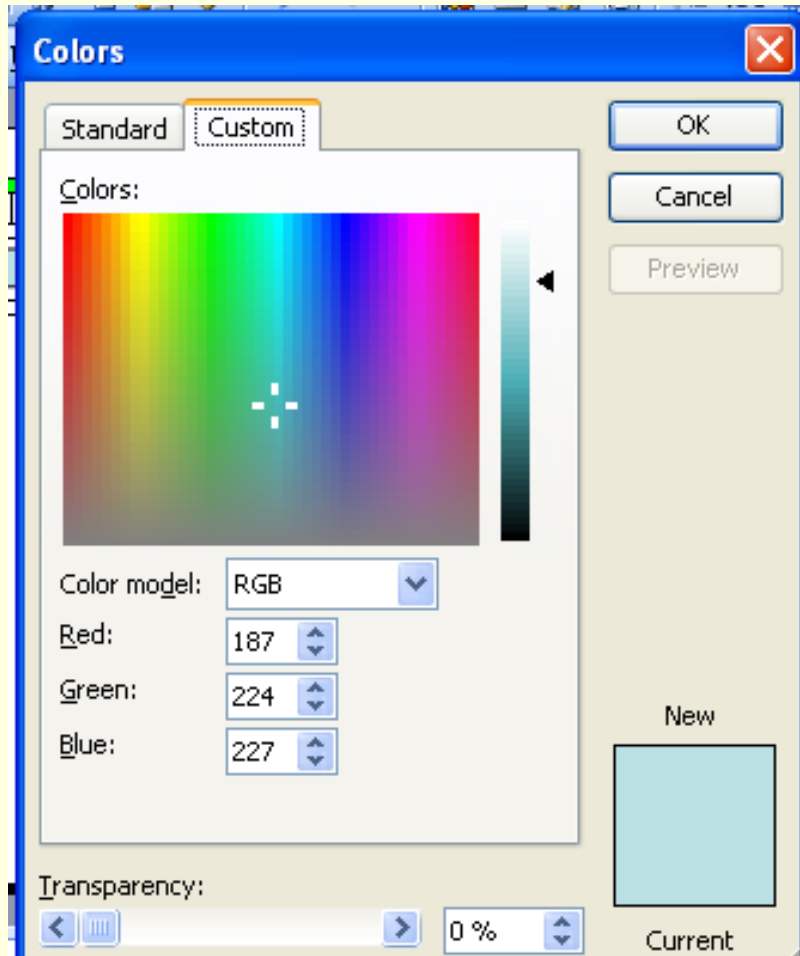 Colors
Standard
Custom
OK
Colors:
Cancel
Preview
Color model:
RGB
Red:
187
Green:
224
New
Blue:
227
Transparency:
0 %
Current